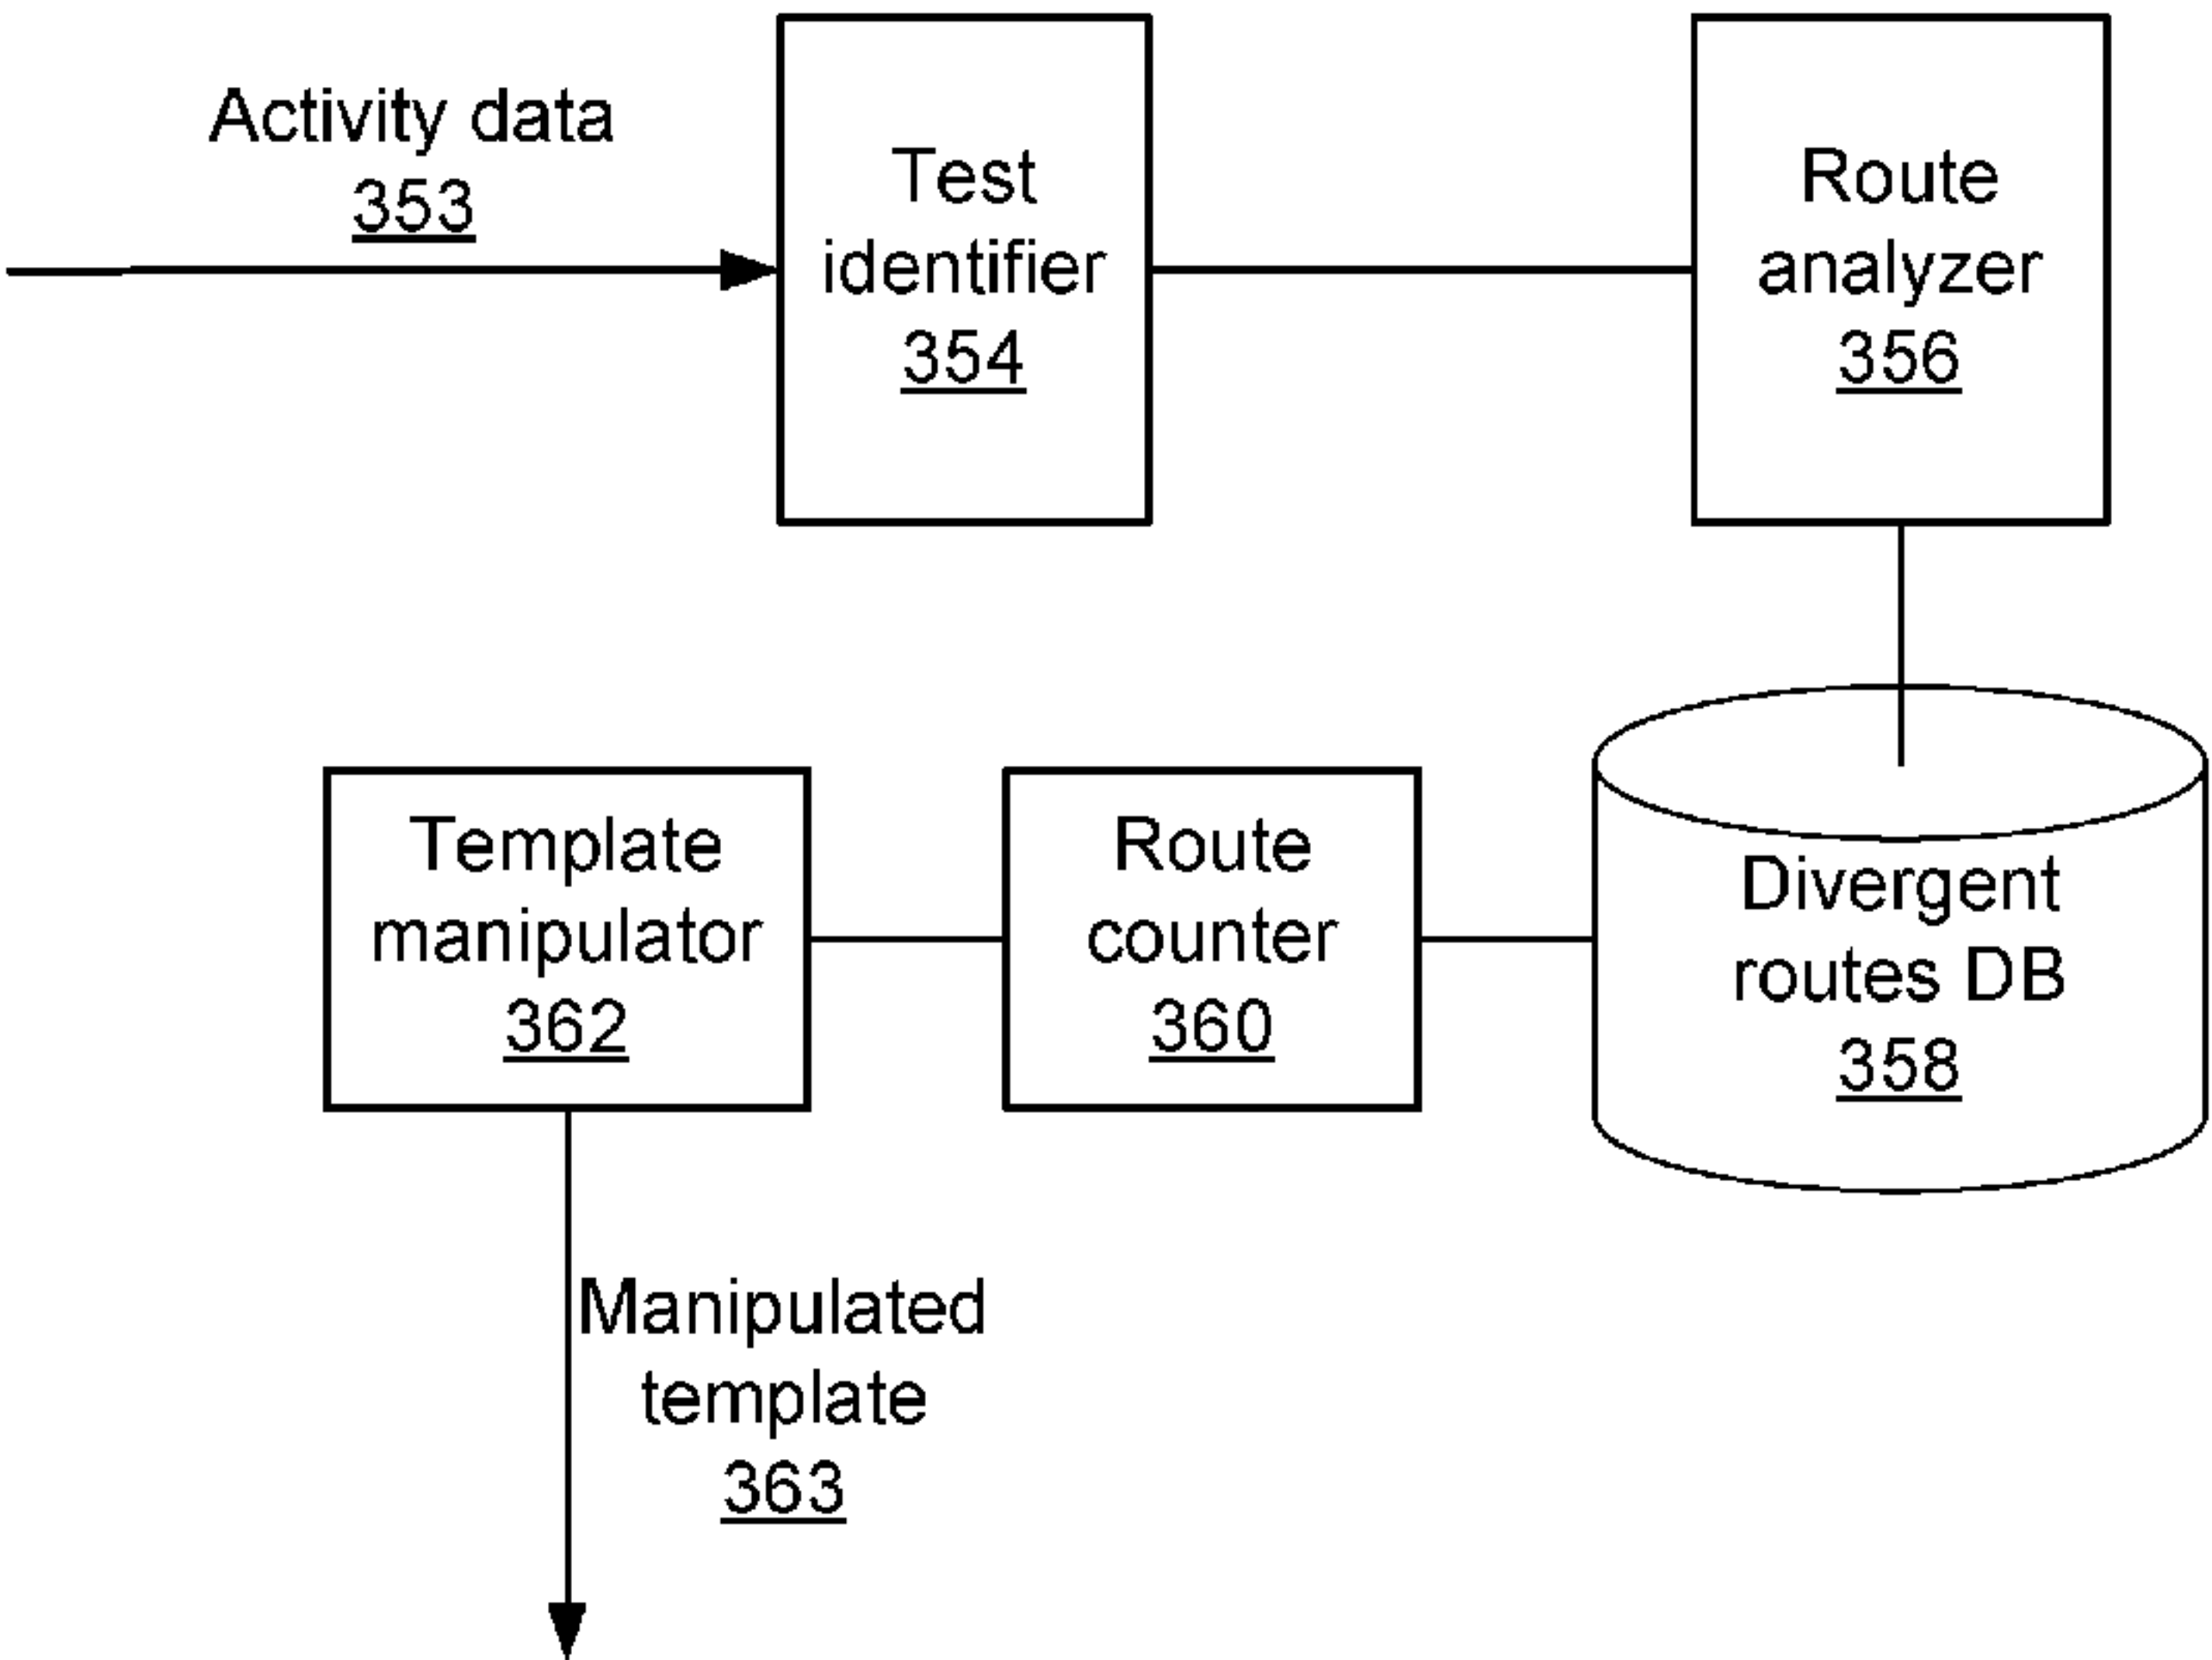 Activity data
353
Test
identifier
354
Route
analyzer
356
Template
manipulator
362
Route
counter
360
Divergent
routes DB
358
Manipulated
template
363